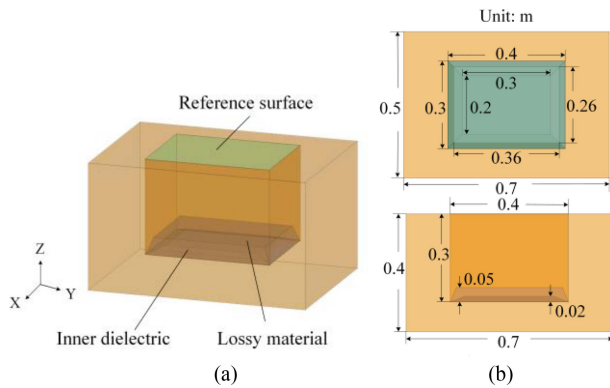 Reference surface
Z
X
Y
Inner dielectric
Lossy material
(a)
Unit: m
0.4
0.3
0.5
0.3
0.2
0.26
0.36
0.7
0.4
0.4
0.3
0.05
0.02
0.7
(b)